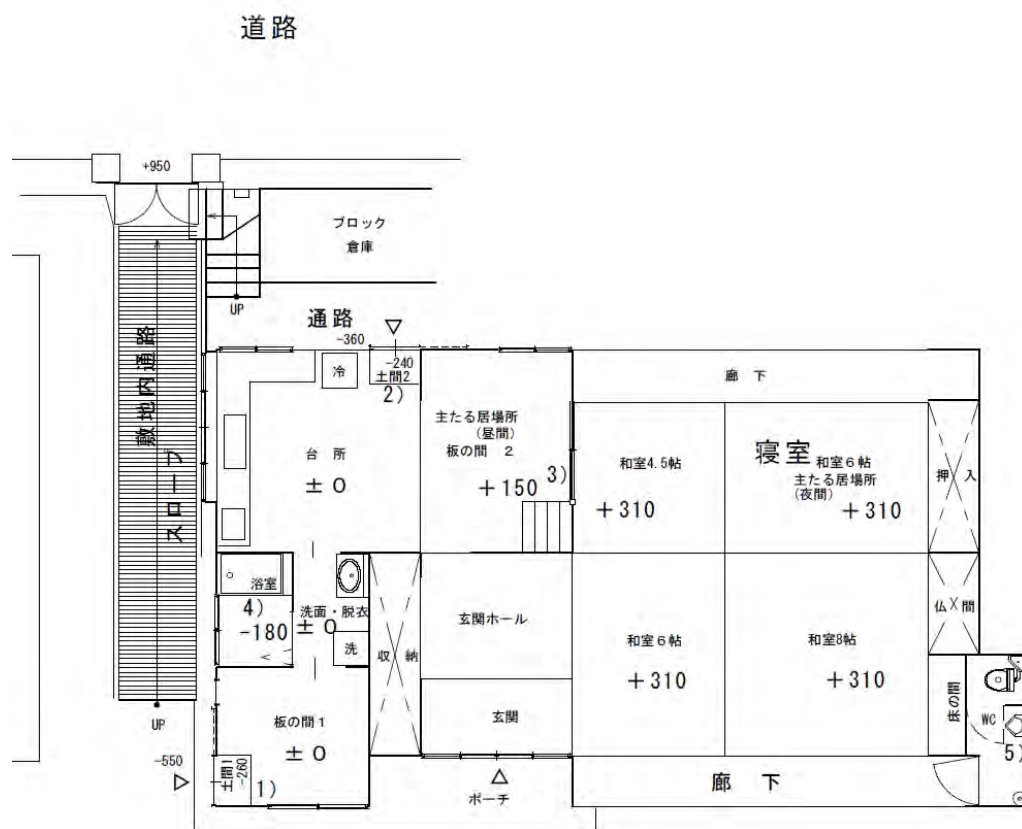 道路
+950
ブロック
倉庫
UP
通路
-360
冷
-240
土間2
2)
廊 下
敷地内通路
スロープ
主たる居場所
(昼間)
板の間 2
台 所
±0
+150
3)
和室4.5帖
+310
寝室
和室6帖
主たる居場所
(夜間)
+310
押 入
浴室
4)
-180
洗面・脱衣
±0
洗
収 納
玄関ホール
和室6帖
+310
和室8帖
+310
仏 間
床の間
WC
5)
UP
板の間1
±0
玄関
-550
土間1
-260
1)
ポーチ
廊 下